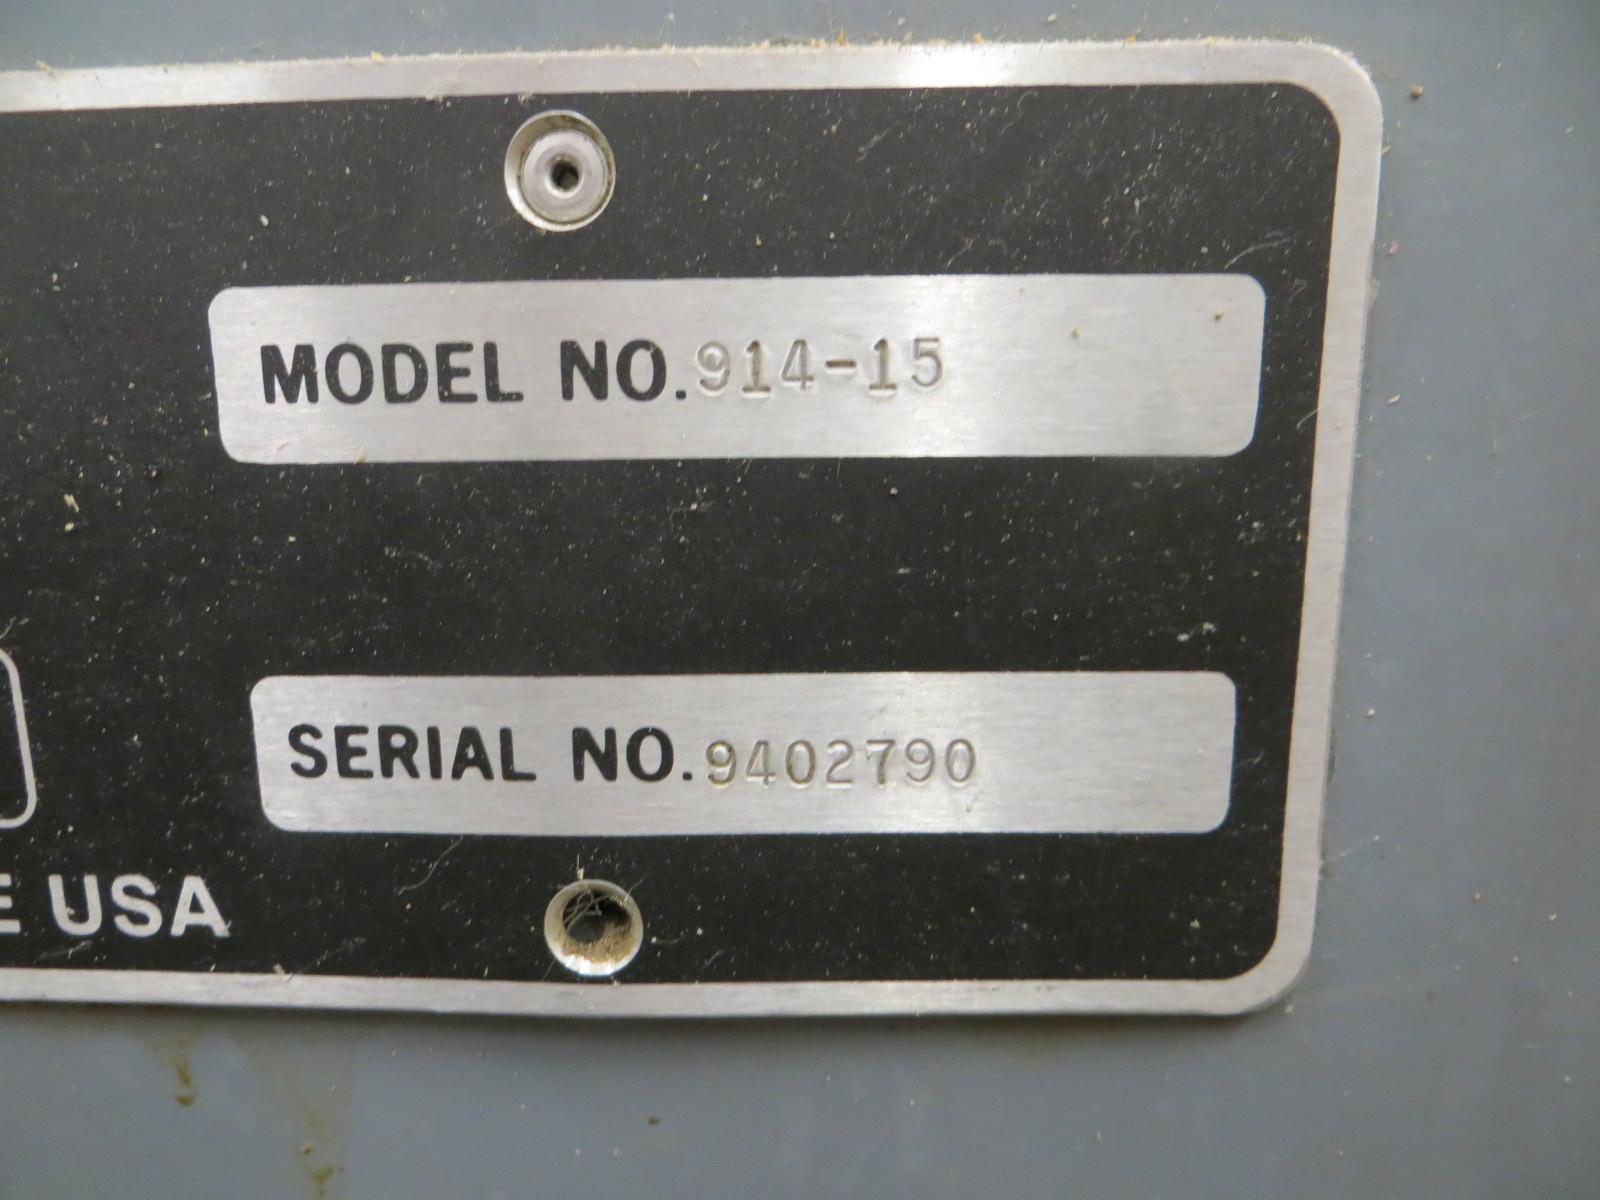 MODEL NO. 914-15
SERIAL NO. 9402790
E USA